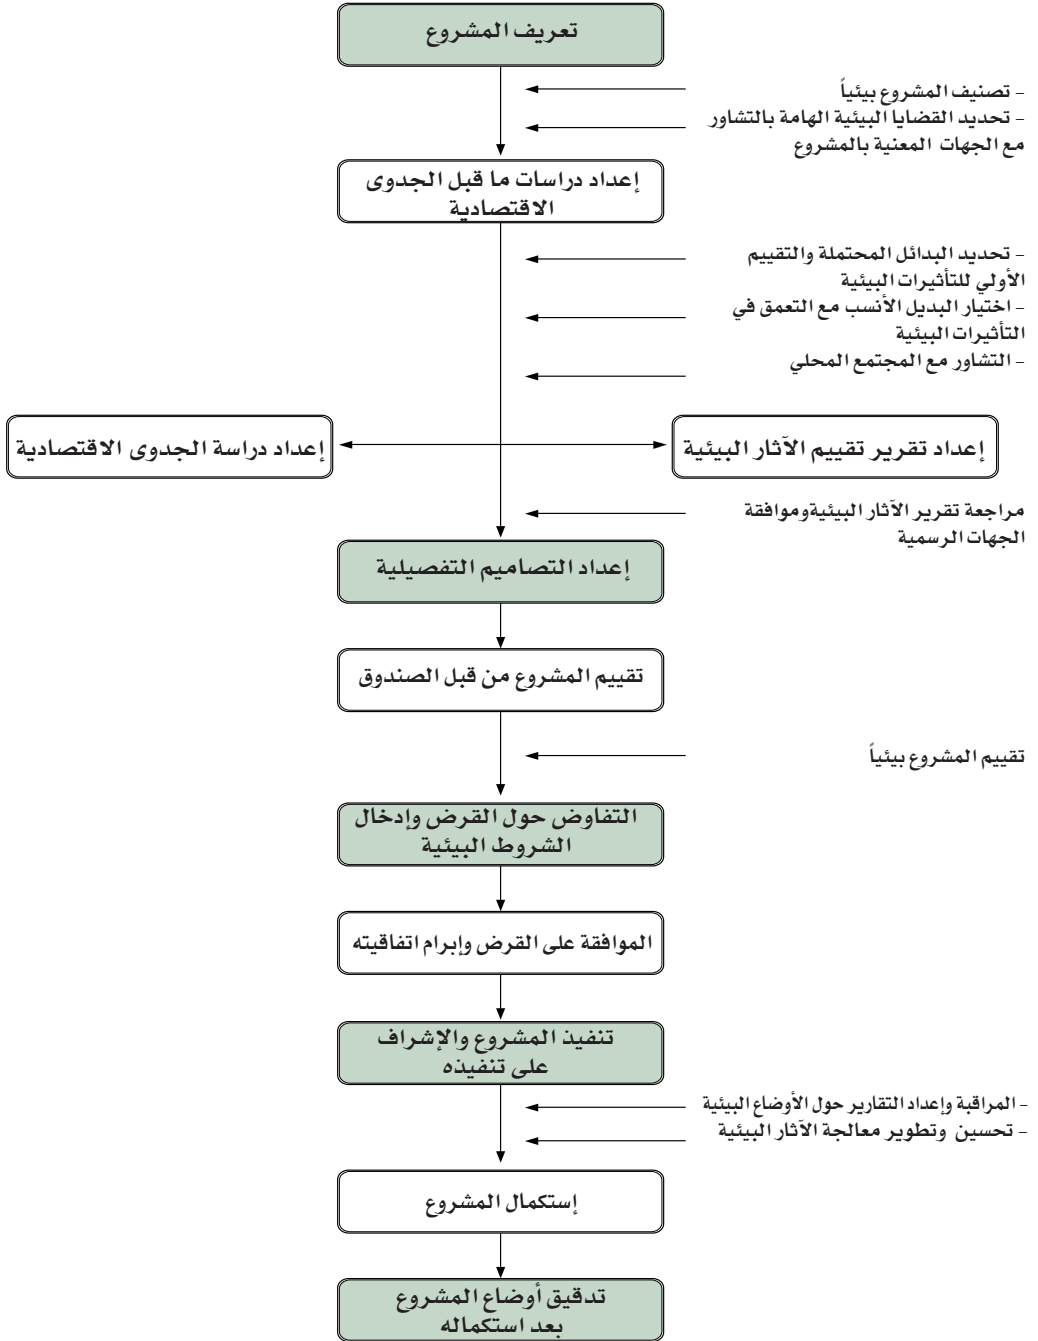 تعريف المشروع
- تصنيف المشروع بيئياً
- تحديد القضايا البيئية الهامة بالتشاور
مع الجهات المعنية بالمشروع
إعداد دراسات ما قبل الجدوى
الاقتصادية
- تحديد البدائل المحتملة والتقييم
الأولي للتأثيرات البيئية
- اختيار البديل الأنسب مع التعمق في
التأثيرات البيئية
- التشاور مع المجتمع المحلي
إعداد تقرير تقييم الآثار البيئية
إعداد دراسة الجدوى الاقتصادية
مراجعة تقرير الآثار البيئيةوموافقة
الجهات الرسمية
إعداد التصاميم التفصيلية
تقييم المشروع من قبل الصندوق
تقييم المشروع بيئياً
التفاوض حول القرض وإدخال
الشروط البيئية
الموافقة على القرض وإبرام اتفاقيته
تنفيذ المشروع والإشراف
على تنفيذه
- المراقبة وإعداد التقارير حول الأوضاع البيئية
- تحسين وتطوير معالجة الآثار البيئية
إستكمال المشروع
تدقيق أوضاع المشروع
بعد استكماله